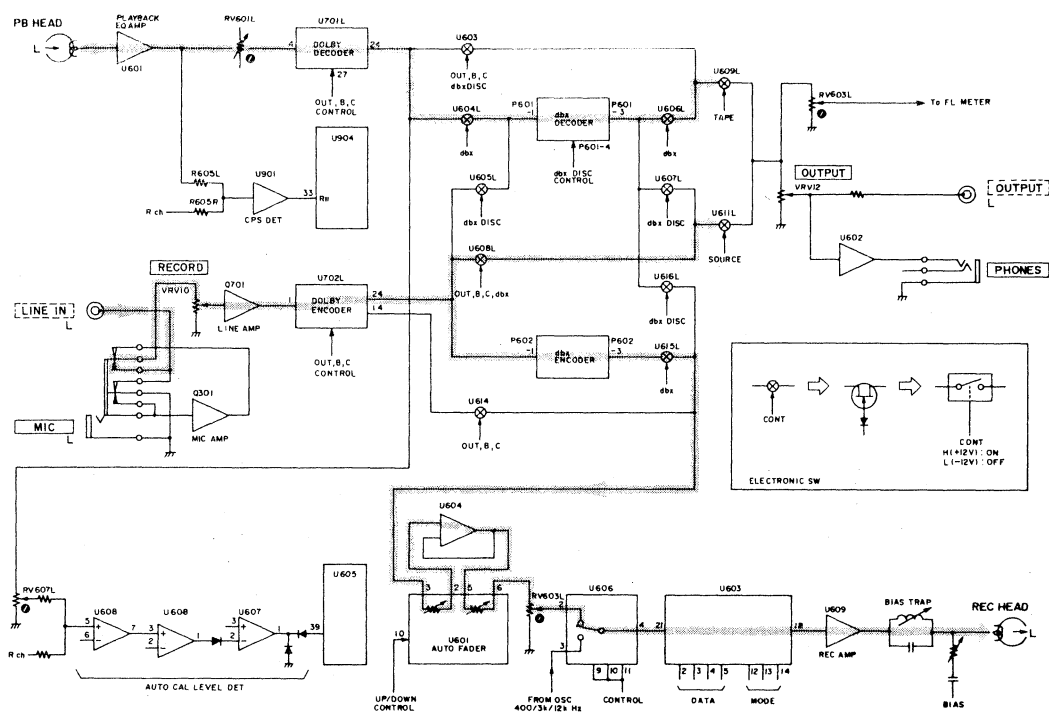 PB HEAD
L
PLAYBACK
EQ AMP
U601
RV601L
U701L
4
DOLBY
DECODER
24
27
OUT, B, C
CONTROL
U603
OUT, B, C
dbx DISC
U604L
dbx
P601
-1
dbx
DECODER
P601
-3
P601-4
dbx DISC
CONTROL
U606L
dbx
U609L
TAPE
RV603L
To FL METER
U904
R605L
R605R
R ch
U901
CPS DET
33
U605L
dbx DISC
U607L
dbx DISC
U611L
SOURCE
OUTPUT
VRV12
OUTPUT
L
U602
PHONES
RECORD
VRV10
LINE IN
L
Q701
LINE AMP
1
U702L
DOLBY
ENCODER
24
14
OUT, B, C
CONTROL
U608L
OUT, B, C, dbx
U616L
dbx DISC
P602
-1
dbx
ENCODER
P602
-3
U615L
dbx
U614
OUT, B, C
Q301
MIC AMP
MIC
L
CONT
CONT
H(+12V) : ON
L(-12V) : OFF
ELECTRONIC SW
RV607L
R ch
U608
5
+
6
-
7
U608
3
+
2
-
1
U607
3
+
2
-
1
39
U605
AUTO CAL LEVEL DET
U604
3
2
5
6
10
U601
AUTO FADER
UP/DOWN
CONTROL
RV603L
U606
2
3
4
9 10 11
FROM OSC
400/3k/12k Hz
CONTROL
U603
21
18
2 3 4 5
DATA
12 13 14
MODE
U609
REC AMP
BIAS TRAP
BIAS
REC HEAD
L